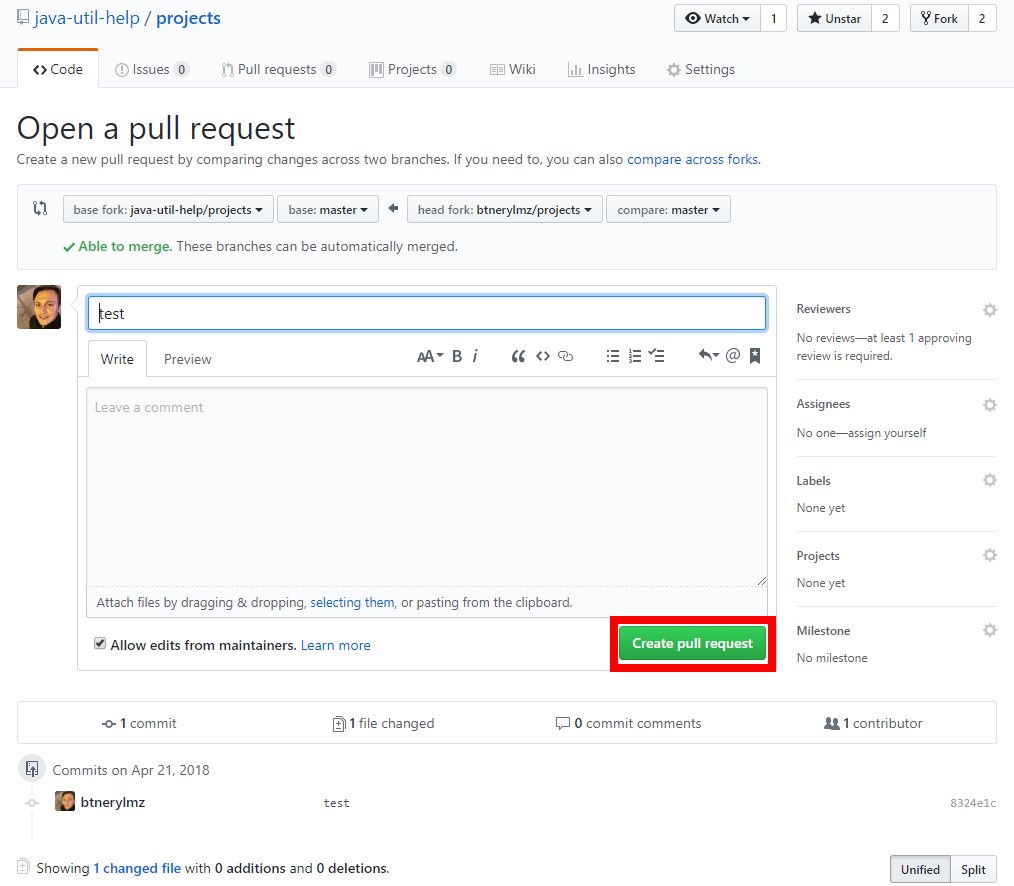 java-util-help / projects
Watch 1 Unstar 2 Fork 2
Code Issues 0 Pull requests 0 Projects 0 Wiki Insights Settings
Open a pull request
Create a new pull request by comparing changes across two branches. If you need to, you can also compare across forks.
base fork: java-util-help/projects base: master head fork: btnerylmz/projects compare: master
Able to merge. These branches can be automatically merged.
test
Write Preview
AA B i
@
Leave a comment
Attach files by dragging & dropping, selecting them, or pasting from the clipboard.
Allow edits from maintainers. Learn more
Create pull request
Reviewers
No reviews—at least 1 approving
review is required.
Assignees
No one—assign yourself
Labels
None yet
Projects
None yet
Milestone
No milestone
1 commit 1 file changed 0 commit comments 1 contributor
Commits on Apr 21, 2018
btnerylmz test 8324e1c
Showing 1 changed file with 0 additions and 0 deletions.
Unified Split